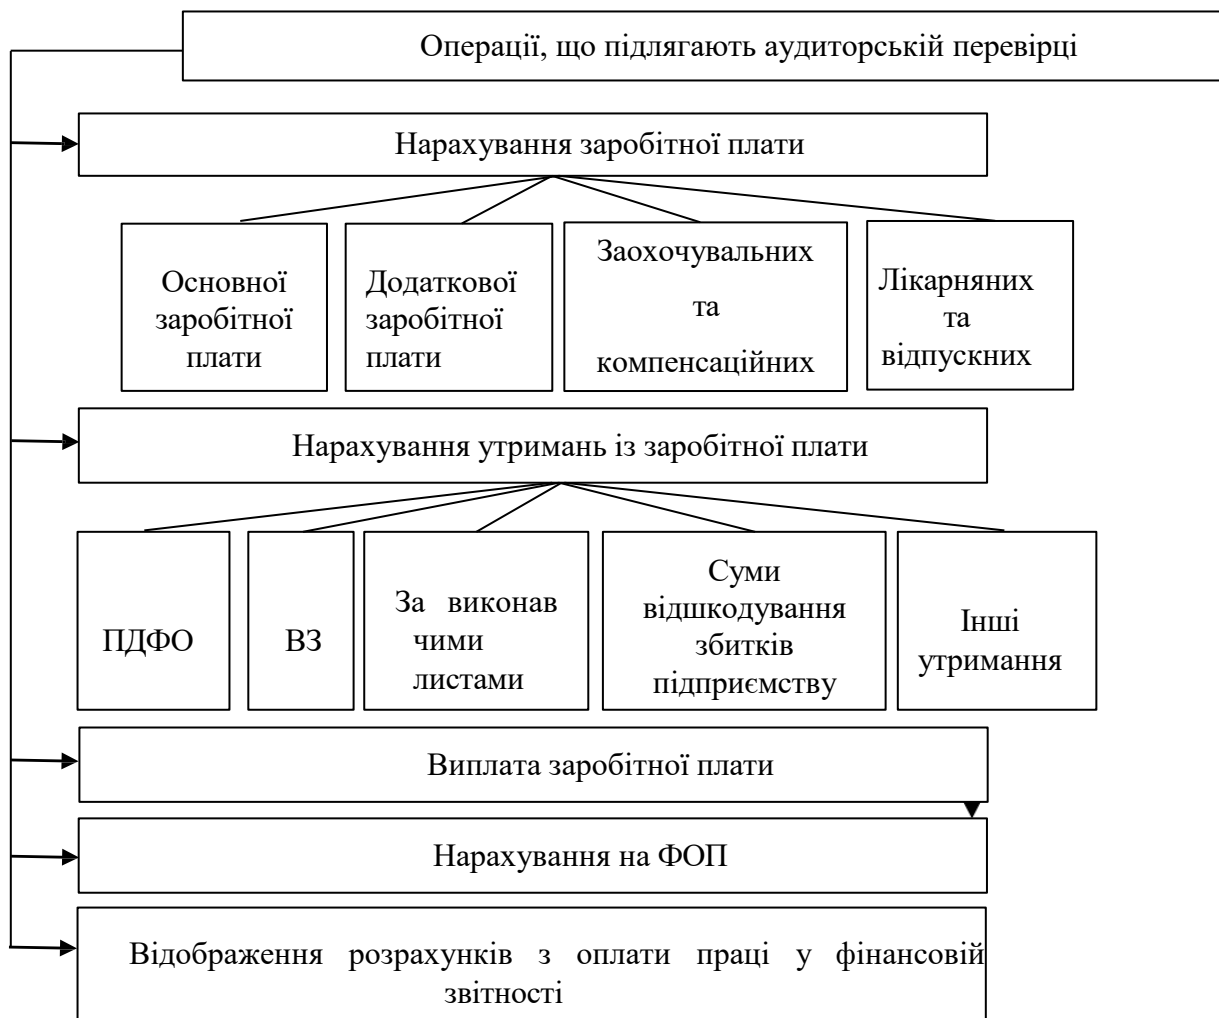 Операції, що підлягають аудиторській перевірці
Нарахування заробітної плати
Основної
заробітної
плати
Додаткової
заробітної
плати
Заохочувальних
та
компенсаційних
Лікарняних
та
відпускних
Нарахування утримань із заробітної плати
ПДФО
ВЗ
За виконав
чими
листами
Суми
відшкодування
збитків
підприємству
Інші
утримання
Виплата заробітної плати
Нарахування на ФОП
Відображення розрахунків з оплати праці у фінансовій
звітності